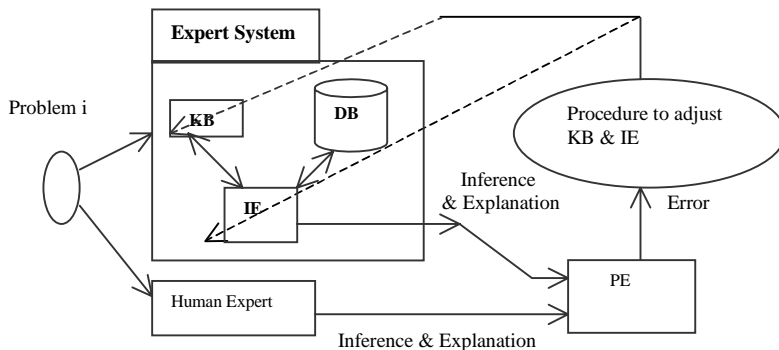 Expert System
Problem i
KB
DB
Procedure to adjust
KB & IE
IE
Inference
& Explanation
Error
PE
Human Expert
Inference & Explanation